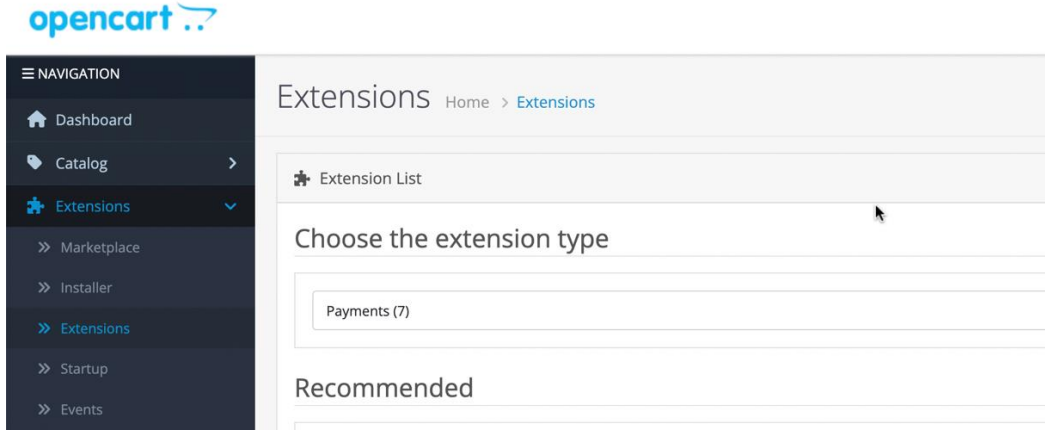 opencart
NAVIGATION
Dashboard
Catalog
Extensions
Marketplace
Installer
Extensions
Startup
Events
Extensions Home > Extensions
Extension List
Choose the extension type
Payments (7)
Recommended